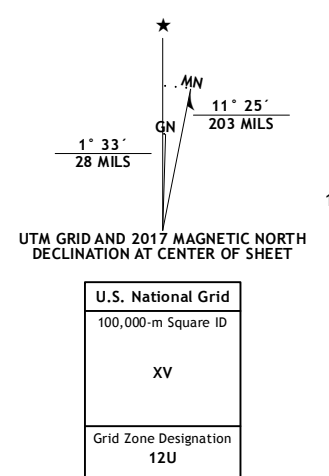 ★
MN
GN
11° 25´
203 MILS
1° 33´
28 MILS
1
UTM GRID AND 2017 MAGNETIC NORTH
DECLINATION AT CENTER OF SHEET
U.S. National Grid
100,000-m Square ID
XV
Grid Zone Designation
12U